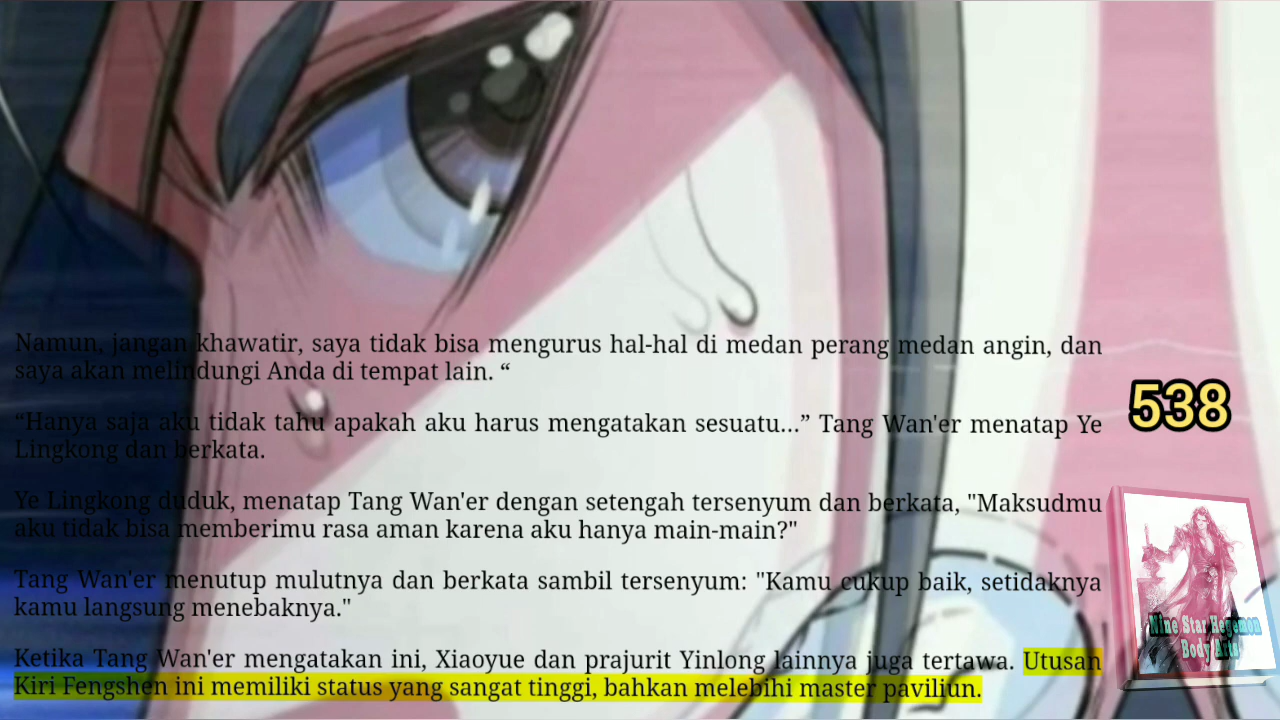 Namun, jangan khawatir, saya tidak bisa mengurus hal-hal di medan perang medan angin, dan
saya akan melindungi Anda di tempat lain. “
“Hanya saja aku tidak tahu apakah aku harus mengatakan sesuatu...” Tang Wan'er menatap Ye
Lingkong dan berkata.
Ye Lingkong duduk, menatap Tang Wan'er dengan setengah tersenyum dan berkata, "Maksudmu
aku tidak bisa memberimu rasa aman karena aku hanya main-main?"
Tang Wan'er menutup mulutnya dan berkata sambil tersenyum: "Kamu cukup baik, setidaknya
kamu langsung menebaknya."
Ketika Tang Wan'er mengatakan ini, Xiaoyue dan prajurit Yinlong lainnya juga tertawa. Utusan
Kiri Fengshen ini memiliki status yang sangat tinggi, bahkan melebihi master paviliun.
538
Nine Star Hegemon
Body Arts